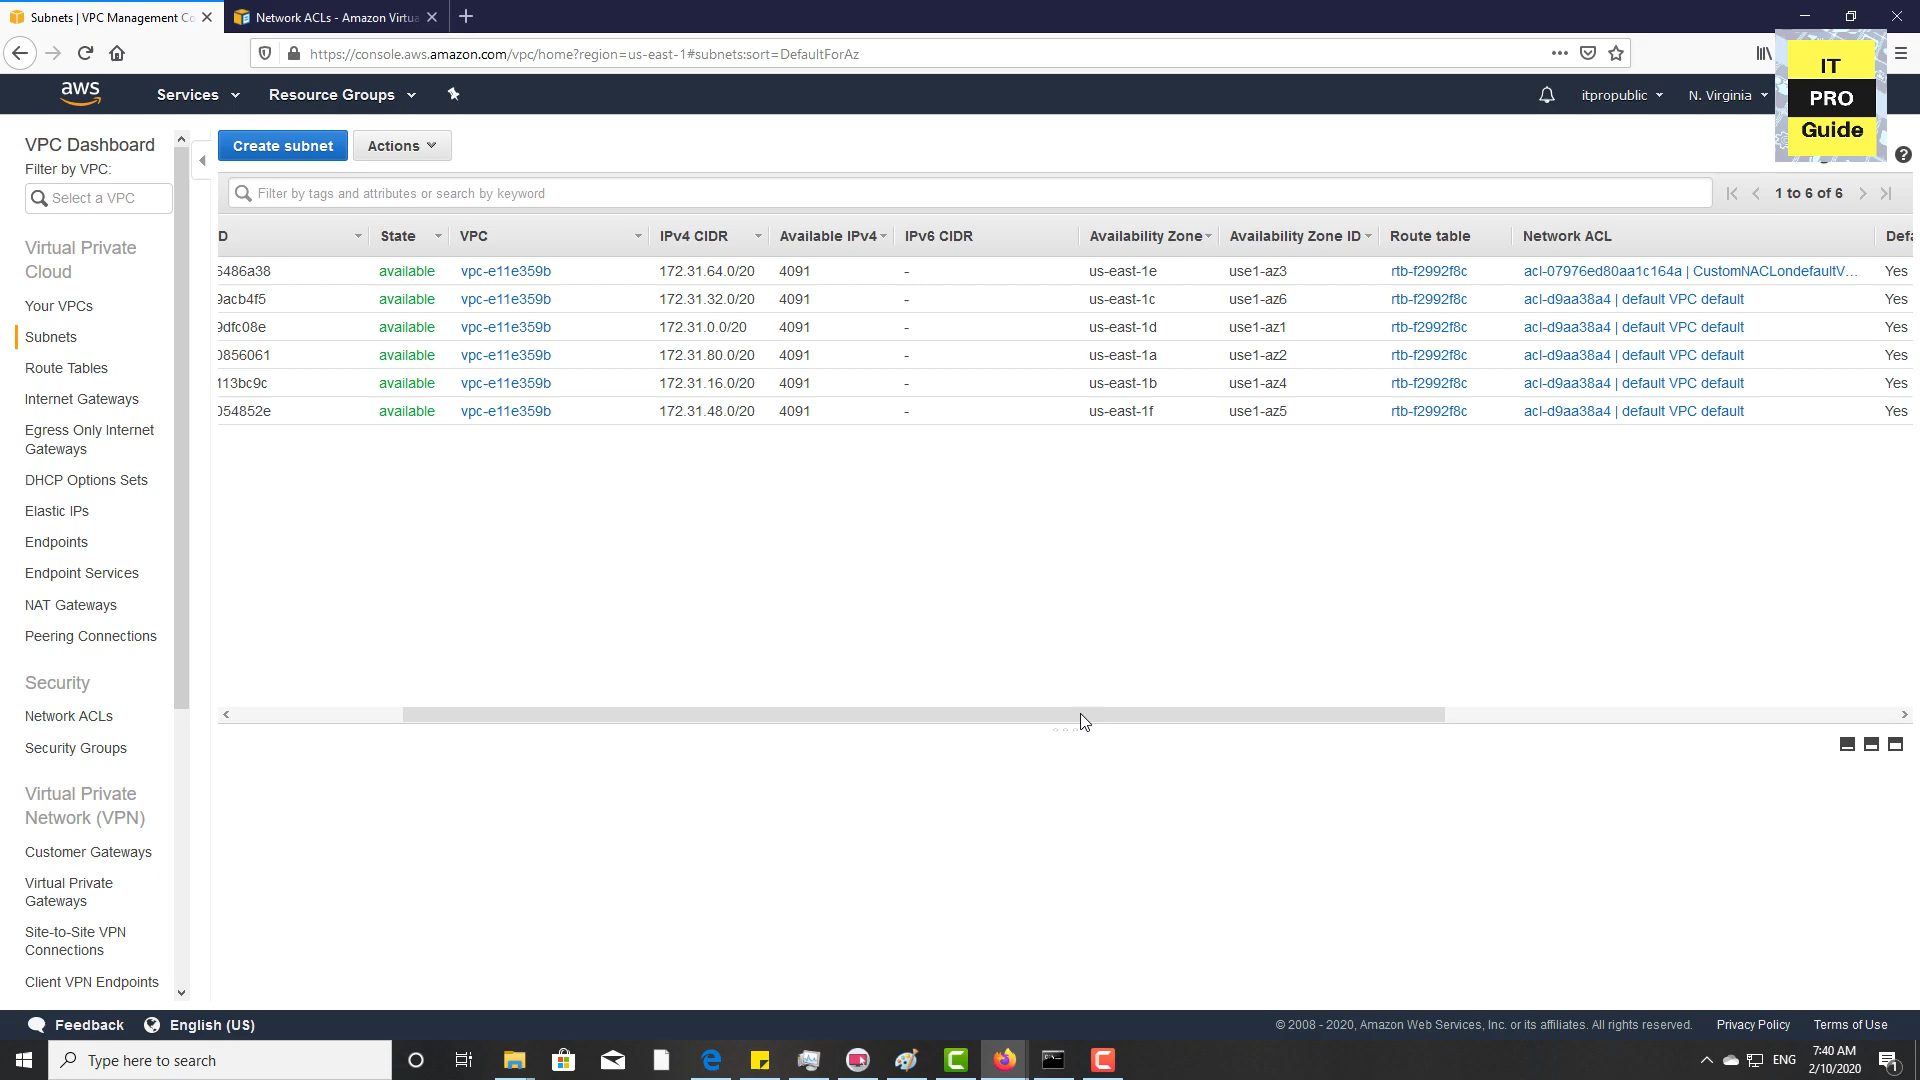 Subnets | VPC Management Co
Network ACLs - Amazon Virtua
https://console.aws.amazon.com/vpc/home?region=us-east-1#subnets:sort=DefaultForAz
aws
Services
Resource Groups
itpropublic
N. Virginia
IT
PRO
Guide
VPC Dashboard
Filter by VPC:
Select a VPC
Virtual Private
Cloud
Your VPCs
Subnets
Route Tables
Internet Gateways
Egress Only Internet
Gateways
DHCP Options Sets
Elastic IPs
Endpoints
Endpoint Services
NAT Gateways
Peering Connections
Security
Network ACLs
Security Groups
Virtual Private
Network (VPN)
Customer Gateways
Virtual Private
Gateways
Site-to-Site VPN
Connections
Client VPN Endpoints
Create subnet
Actions
Filter by tags and attributes or search by keyword
1 to 6 of 6
D State VPC IPv4 CIDR Available IPv4 IPv6 CIDR Availability Zone Availability Zone ID Route table Network ACL Defa
6486a38 available vpc-e11e359b 172.31.64.0/20 4091 - us-east-1e use1-az3 rtb-f2992f8c acl-07976ed80aa1c164a | CustomNACLondefaultV... Yes
9acb4f5 available vpc-e11e359b 172.31.32.0/20 4091 - us-east-1c use1-az6 rtb-f2992f8c acl-d9aa38a4 | default VPC default Yes
9dfc08e available vpc-e11e359b 172.31.0.0/20 4091 - us-east-1d use1-az1 rtb-f2992f8c acl-d9aa38a4 | default VPC default Yes
0856061 available vpc-e11e359b 172.31.80.0/20 4091 - us-east-1a use1-az2 rtb-f2992f8c acl-d9aa38a4 | default VPC default Yes
113bc9c available vpc-e11e359b 172.31.16.0/20 4091 - us-east-1b use1-az4 rtb-f2992f8c acl-d9aa38a4 | default VPC default Yes
054852e available vpc-e11e359b 172.31.48.0/20 4091 - us-east-1f use1-az5 rtb-f2992f8c acl-d9aa38a4 | default VPC default Yes
Feedback
English (US)
© 2008 - 2020, Amazon Web Services, Inc. or its affiliates. All rights reserved.
Privacy Policy
Terms of Use
Type here to search
ENG
7:40 AM
2/10/2020
1